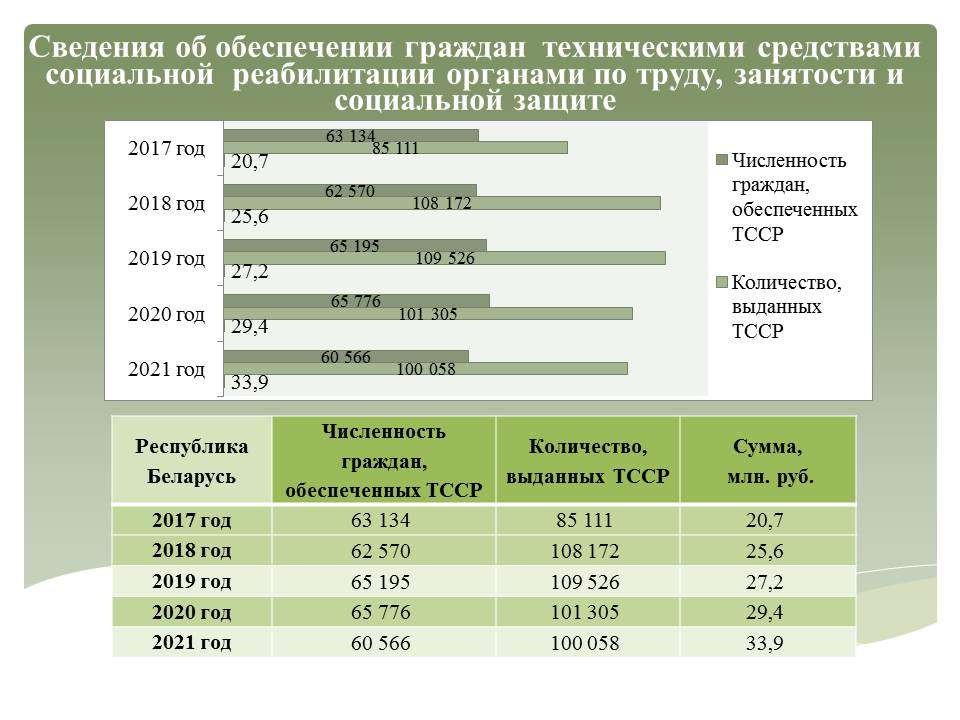 Сведения об обеспечении граждан техническими средствами
социальной реабилитации органами по труду, занятости и
социальной защите
2017 год
63 134
85 111
20,7
2018 год
62 570
108 172
25,6
2019 год
65 195
109 526
27,2
2020 год
65 776
101 305
29,4
2021 год
60 566
100 058
33,9
Численность
граждан,
обеспеченных
ТССР
Количество,
выданных
ТССР
Республика
Беларусь
Численность
граждан,
обеспеченных ТССР
Количество,
выданных ТССР
Сумма,
млн. руб.
2017 год 63 134 85 111 20,7
2018 год 62 570 108 172 25,6
2019 год 65 195 109 526 27,2
2020 год 65 776 101 305 29,4
2021 год 60 566 100 058 33,9